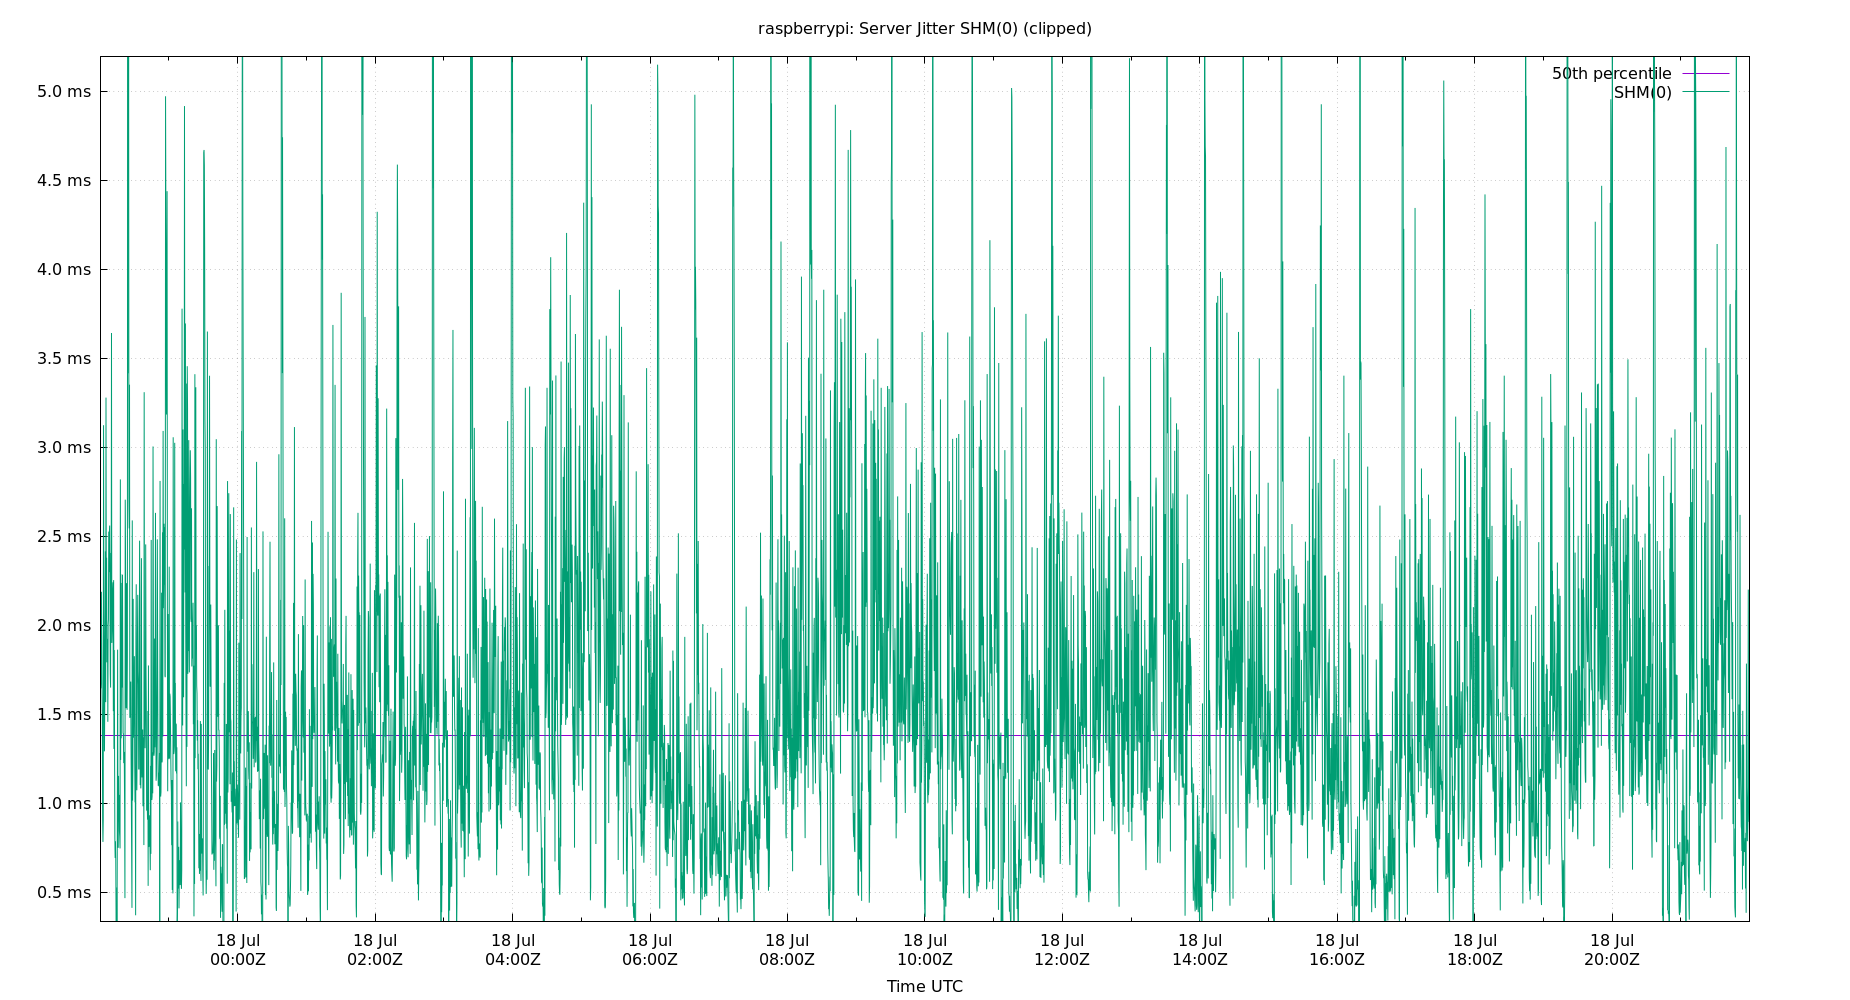 raspberrypi: Server Jitter SHM(0) (clipped)
50th percentile
SHM(0)
5.0 ms
4.5 ms
4.0 ms
3.5 ms
3.0 ms
2.5 ms
2.0 ms
1.5 ms
1.0 ms
0.5 ms
18 Jul 18 Jul 18 Jul 18 Jul 18 Jul 18 Jul 18 Jul 18 Jul 18 Jul 18 Jul 18 Jul
00:00Z 02:00Z 04:00Z 06:00Z 08:00Z 10:00Z 12:00Z 14:00Z 16:00Z 18:00Z 20:00Z
Time UTC